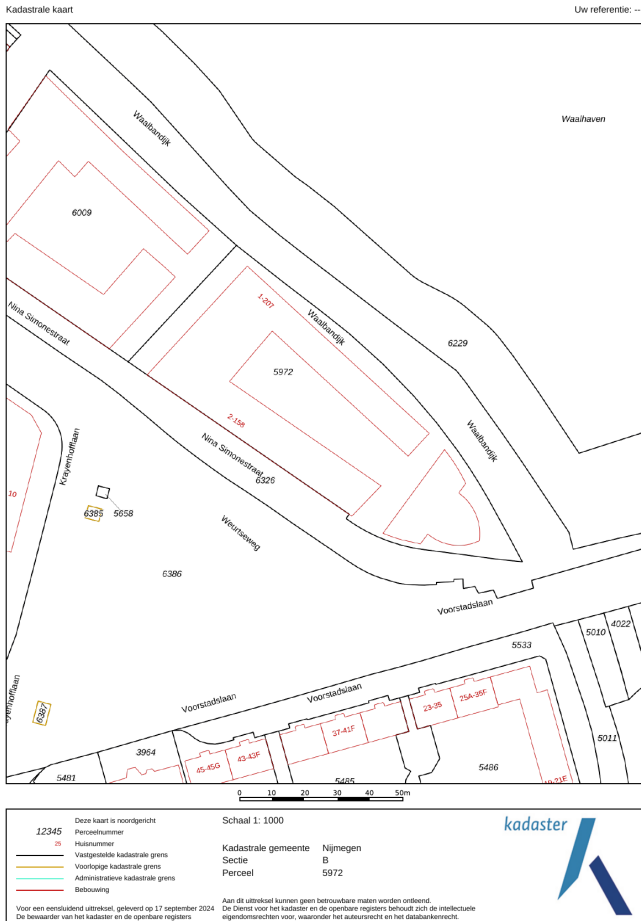 Kadastrale kaart
Uw referentie: --
Waalhaven
Waalbandijk
6009
1-207
Nina Simonestraat
Waalbandijk
6229
5972
2-158
Waalbandijk
Krayenhofflaan
Nina Simonestraat
6326
10
6385
5658
Weurtseweg
6386
Voorstadslaan
4022
5010
5533
ayenhofflaan
Voorstadslaan
Voorstadslaan
25A-35F
23-35
6387
37-41F
5011
3964
43-43F
45-45G
5486
5481
5485
19-21E
0 10 20 30 40 50m
Deze kaart is noordgericht
12345 Perceelnummer
25 Huisnummer
Vastgestelde kadastrale grens
Voorlopige kadastrale grens
Administratieve kadastrale grens
Bebouwing
Voor een eensluidend uittreksel, geleverd op 17 september 2024
De bewaarder van het kadaster en de openbare registers
Schaal 1: 1000
Kadastrale gemeente Nijmegen
Sectie B
Perceel 5972
Aan dit uittreksel kunnen geen betrouwbare maten worden ontleend.
De Dienst voor het kadaster en de openbare registers behoudt zich de intellectuele
eigendomsrechten voor, waaronder het auteursrecht en het databankenrecht.
kadaster